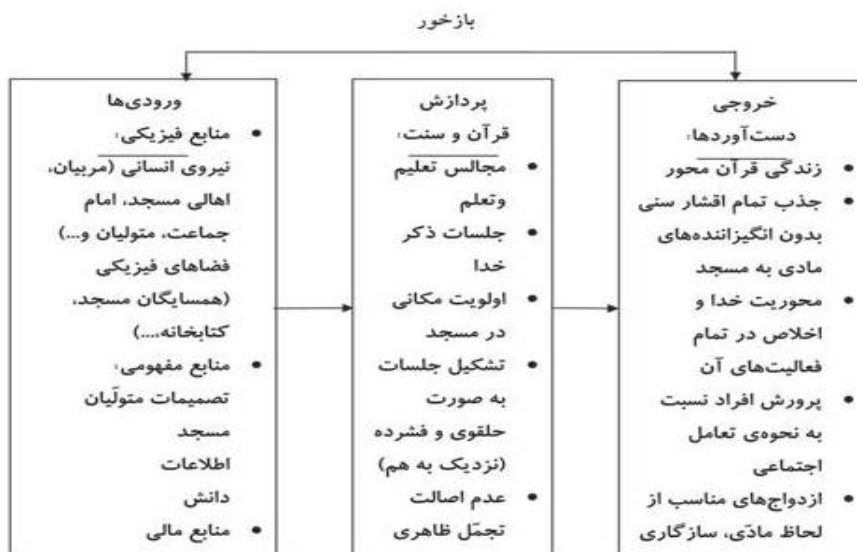 بازخور
ورودی‌ها
• منابع فیزیکی:
نیروی انسانی (مربیان،
اهالی مسجد، امام
جماعت، متولیان و...)
فضاهای فیزیکی
(همسایگان مسجد،
کتابخانه،...)
• منابع مفهومی:
تصمیمات متولّیان
مسجد
اطلاعات
دانش
• منابع مالی
پردازش
قرآن و سنت:
• مجالس تعلیم
وتعلم
• جلسات ذکر
خدا
• اولویت مکانی
در مسجد
• تشکیل جلسات
به صورت
حلقوی و فشرده
(نزدیک به هم)
• عدم اصالت
تجمّل ظاهری
خروجی
دست‌آوردها:
• زندگی قرآن محور
• جذب تمام اقشار سنی
بدون انگیزاننده‌های
مادی به مسجد
• محوریت خدا و
اخلاص در تمام
فعالیت‌های آن
• پرورش افراد نسبت
به نحوه‌ی تعامل
اجتماعی
• ازدواج‌های مناسب از
لحاظ مادّی، سازگاری